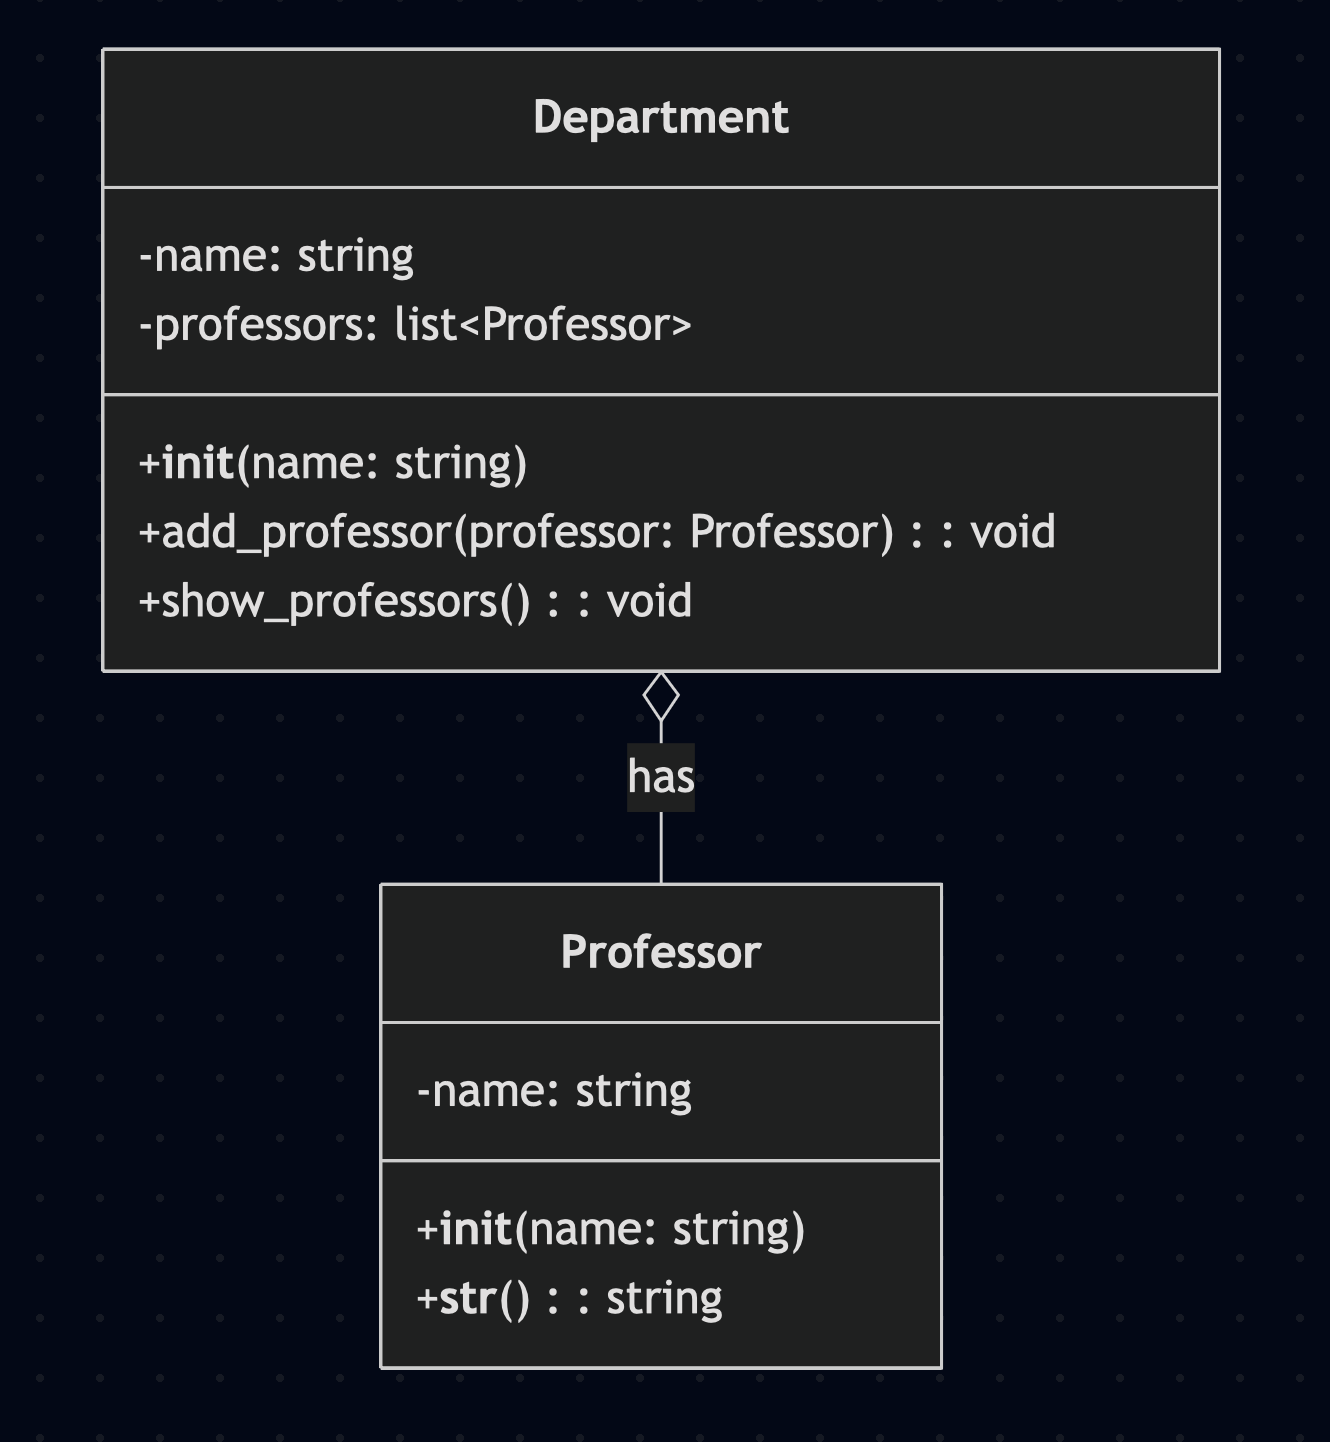 Department
-name: string
-professors: list<Professor>
+init(name: string)
+add_professor(professor: Professor) : : void
+show_professors() : : void
has
Professor
-name: string
+init(name: string)
+str() : : string